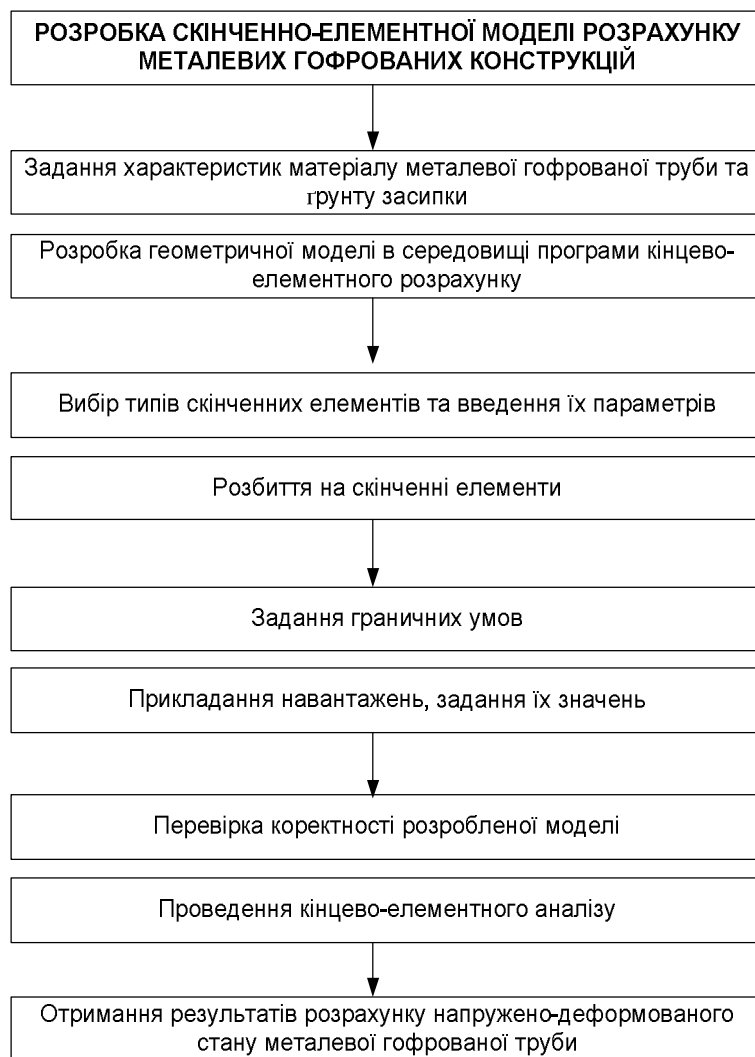 РОЗРОБКА СКІНЧЕННО-ЕЛЕМЕНТНОЇ МОДЕЛІ РОЗРАХУНКУ
МЕТАЛЕВИХ ГОФРОВАНИХ КОНСТРУКЦІЙ
Задання характеристик матеріалу металевої гофрованої труби та
ґрунту засипки
Розробка геометричної моделі в середовищі програми кінцево-
елементного розрахунку
Вибір типів скінченних елементів та введення їх параметрів
Розбиття на скінченні елементи
Задання граничних умов
Прикладання навантажень, задання їх значень
Перевірка коректності розробленої моделі
Проведення кінцево-елементного аналізу
Отримання результатів розрахунку напружено-деформованого
стану металевої гофрованої труби